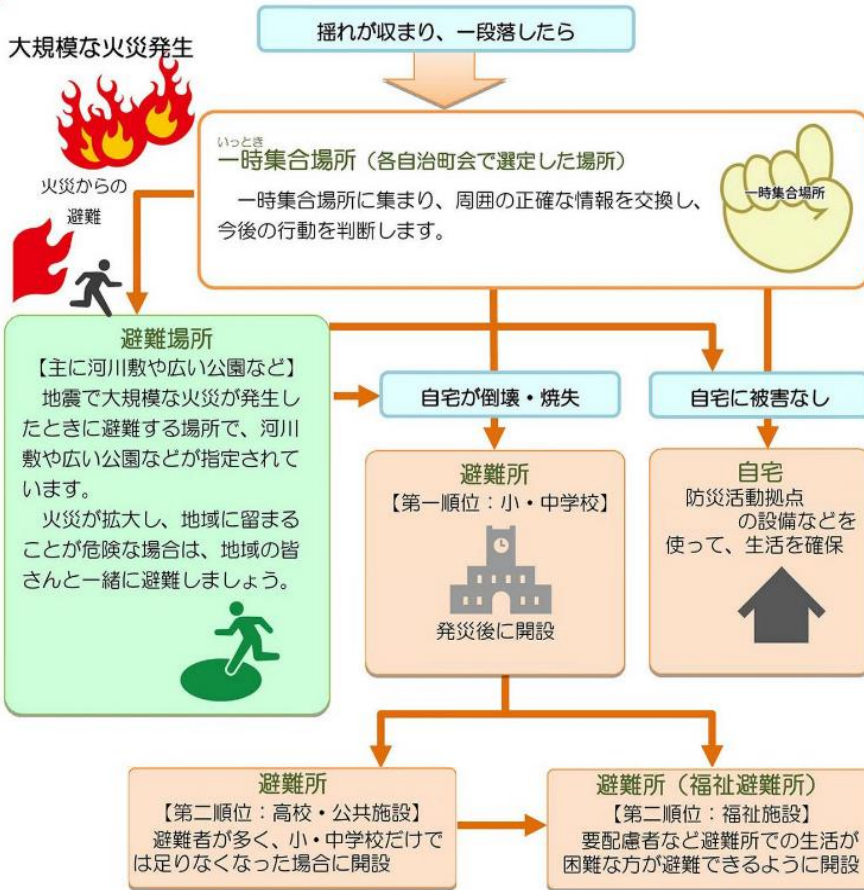 揺れが収まり、一段落したら
大規模な火災発生
火災からの
避難
いっとき
一時集合場所（各自治町会で選定した場所）
一時集合場所に集まり、周囲の正確な情報を交換し、
今後の行動を判断します。
一時集合場所
避難場所
【主に河川敷や広い公園など】
地震で大規模な火災が発生し
たときに避難する場所で、河川
敷や広い公園などが指定されて
います。
火災が拡大し、地域に留まる
ことが危険な場合は、地域の皆
さんと一緒に避難しましょう。
自宅が倒壊・焼失
避難所
【第一順位：小・中学校】
発災後に開設
自宅に被害なし
自宅
防災活動拠点
の設備などを
使って、生活を確保
避難所
【第二順位：高校・公共施設】
避難者が多く、小・中学校だけで
は足りなくなった場合に開設
避難所（福祉避難所）
【第二順位：福祉施設】
要配慮者など避難所での生活が
困難な方が避難できるように開設